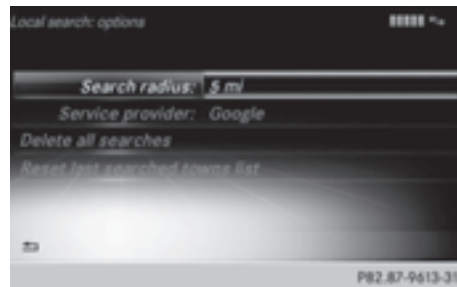 Local search: options
Search radius: 5 mi
Service provider: Google
Delete all searches
Reset last searched towns list
P82.87-9613-31